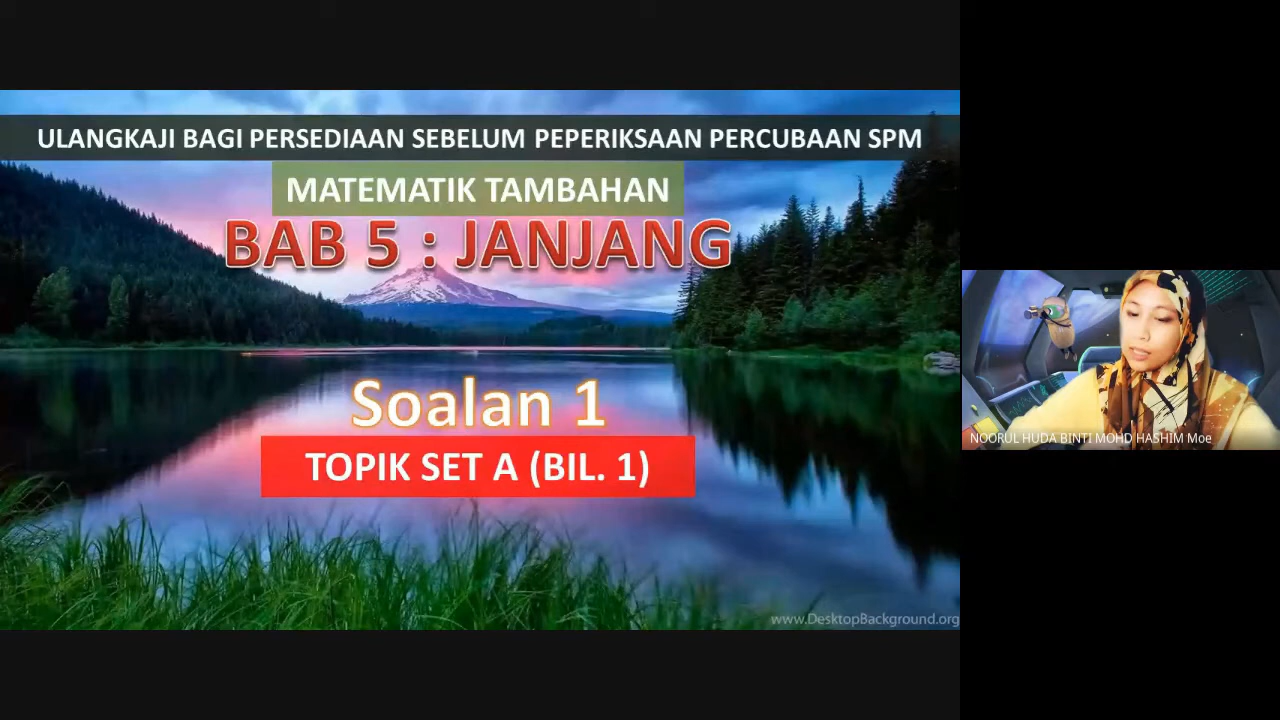 ULANGKAJI BAGI PERSEDIAAN SEBELUM PEPERIKSAAN PERCUBAAN SPM
MATEMATIK TAMBAHAN
BAB 5 : JANJANG
Soalan 1
TOPIK SET A (BIL. 1)
www.DesktopBackground.org
NOORUL HUDA BINTI MOHD HASHIM Moe